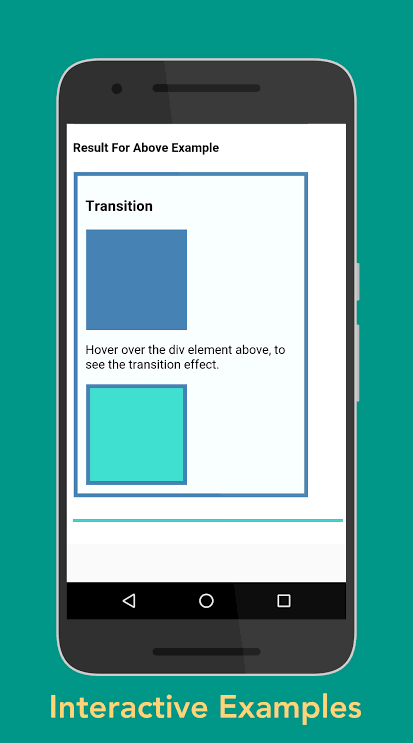 Result For Above Example
Transition
Hover over the div element above, to
see the transition effect.
Interactive Examples